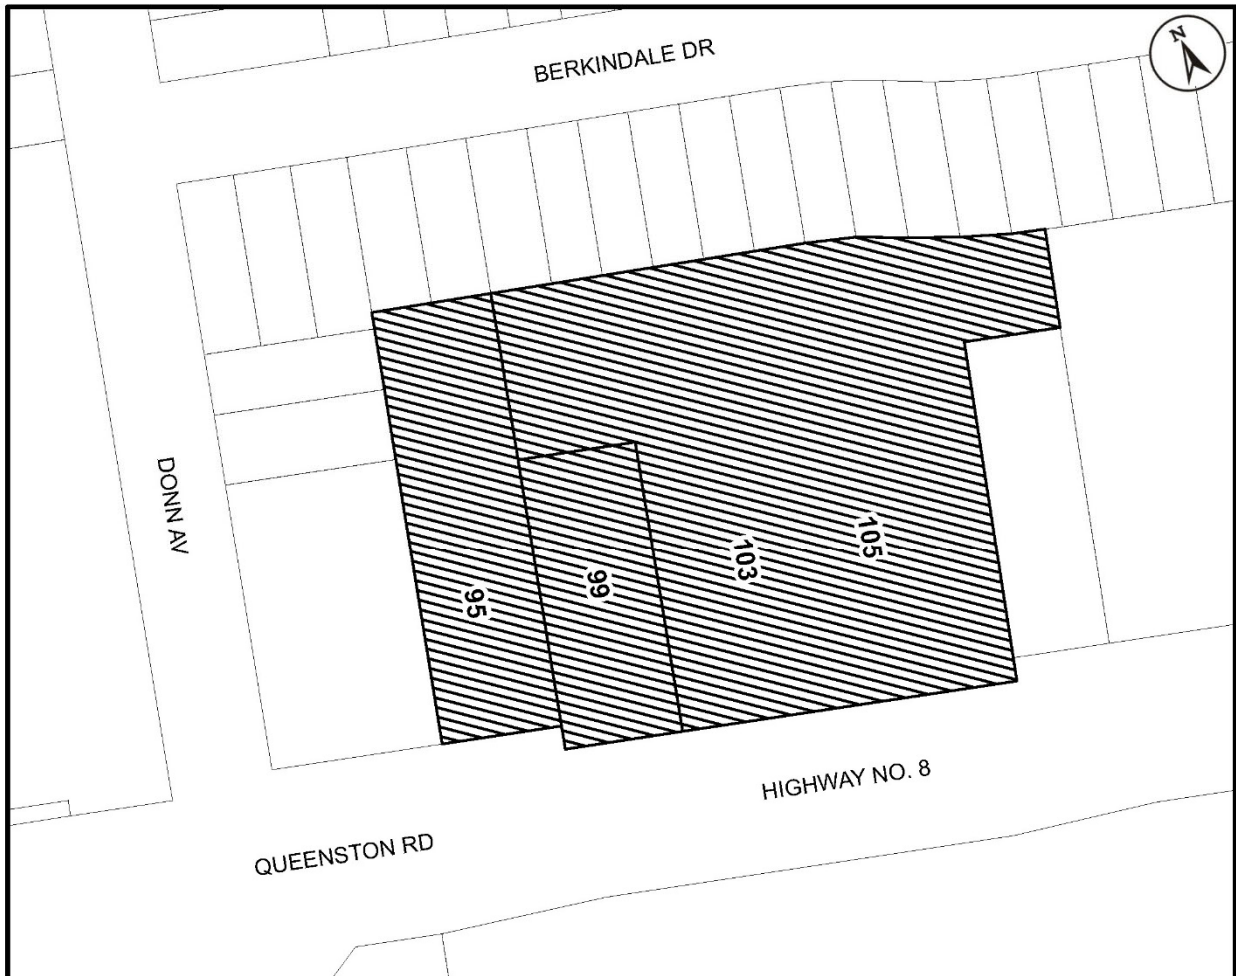 N
BERKINDALE DR
DONN AV
105
103
99
95
HIGHWAY NO. 8
QUEENSTON RD